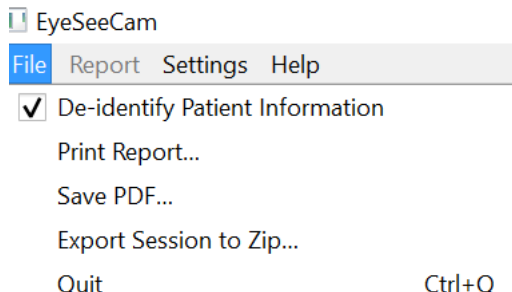 EyeSeeCam
File Report Settings Help
De-identify Patient Information
Print Report...
Save PDF...
Export Session to Zip...
Quit Ctrl+Q